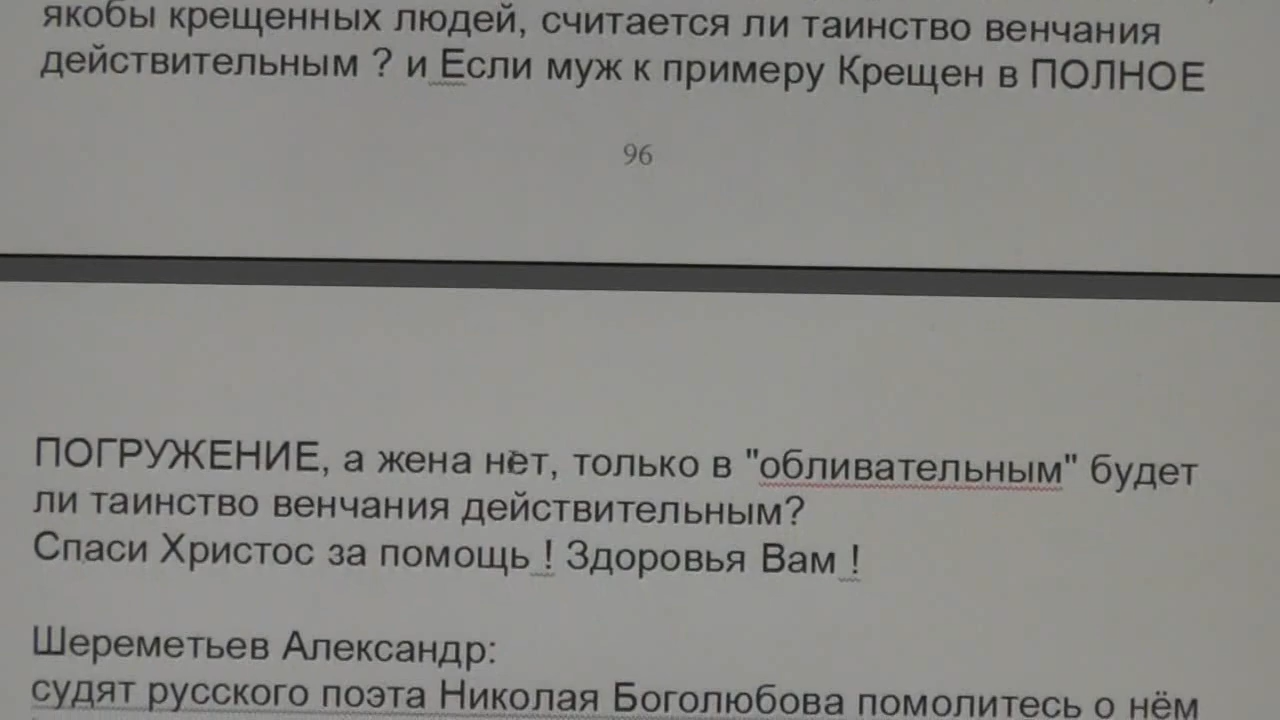 якобы крещенных людей, считается ли таинство венчания
действительным ? и Если муж к примеру Крещен в ПОЛНОЕ
96
ПОГРУЖЕНИЕ, а жена нет, только в "обливательным" будет
ли таинство венчания действительным?
Спаси Христос за помощь ! Здоровья Вам !
Шереметьев Александр:
судят русского поэта Николая Боголюбова помолитесь о нём